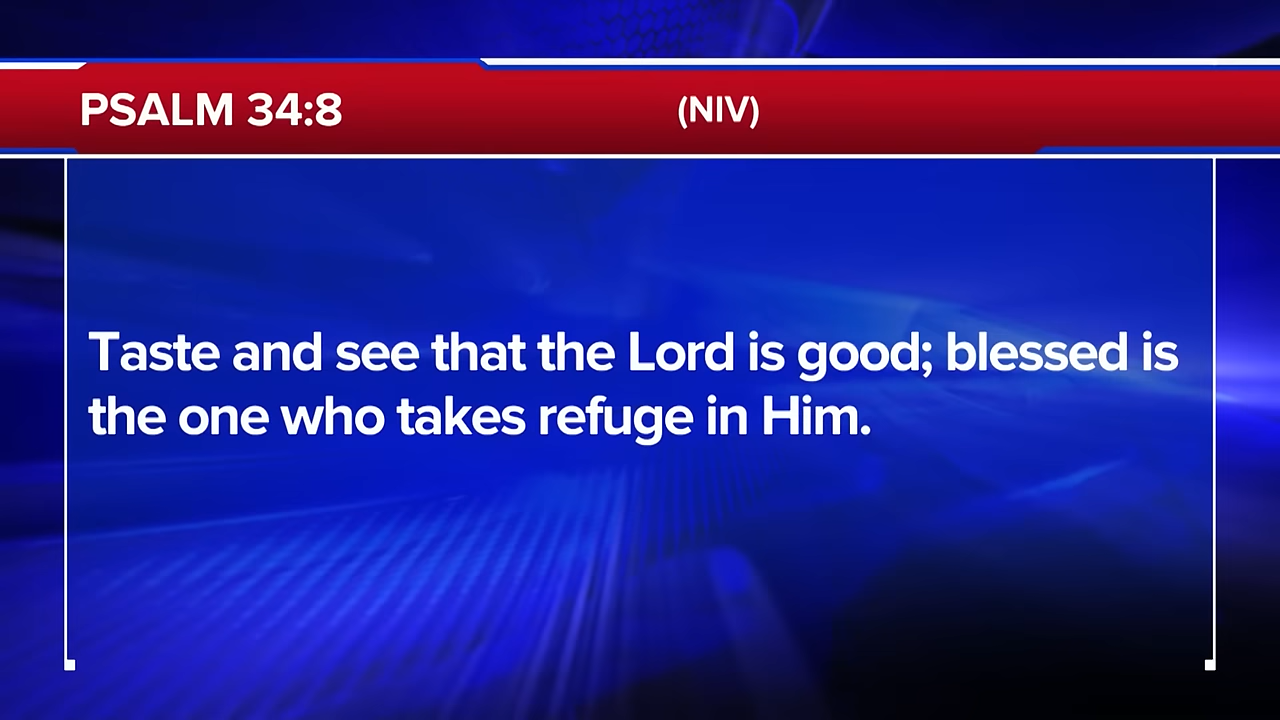 PSALM 34:8 (NIV)
Taste and see that the Lord is good; blessed is
the one who takes refuge in Him.